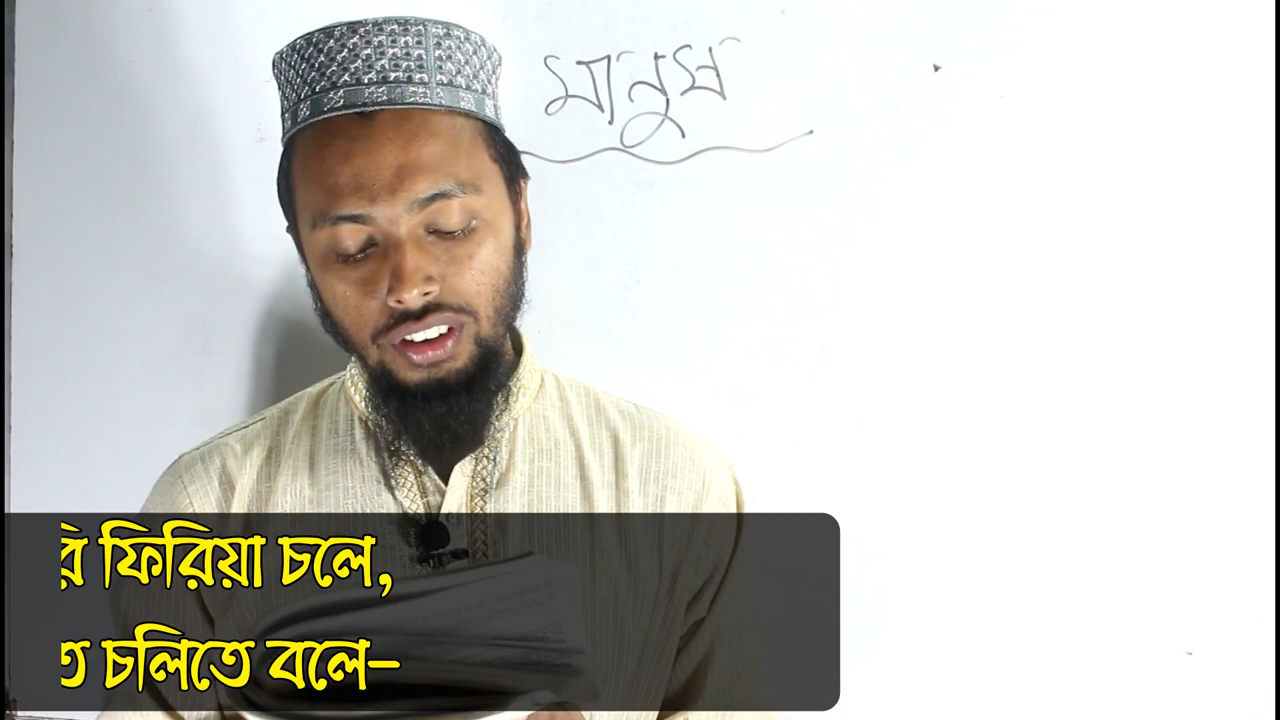 মানুষ
রি ফিরিয়া চলে,
ত চলিতে বলে-